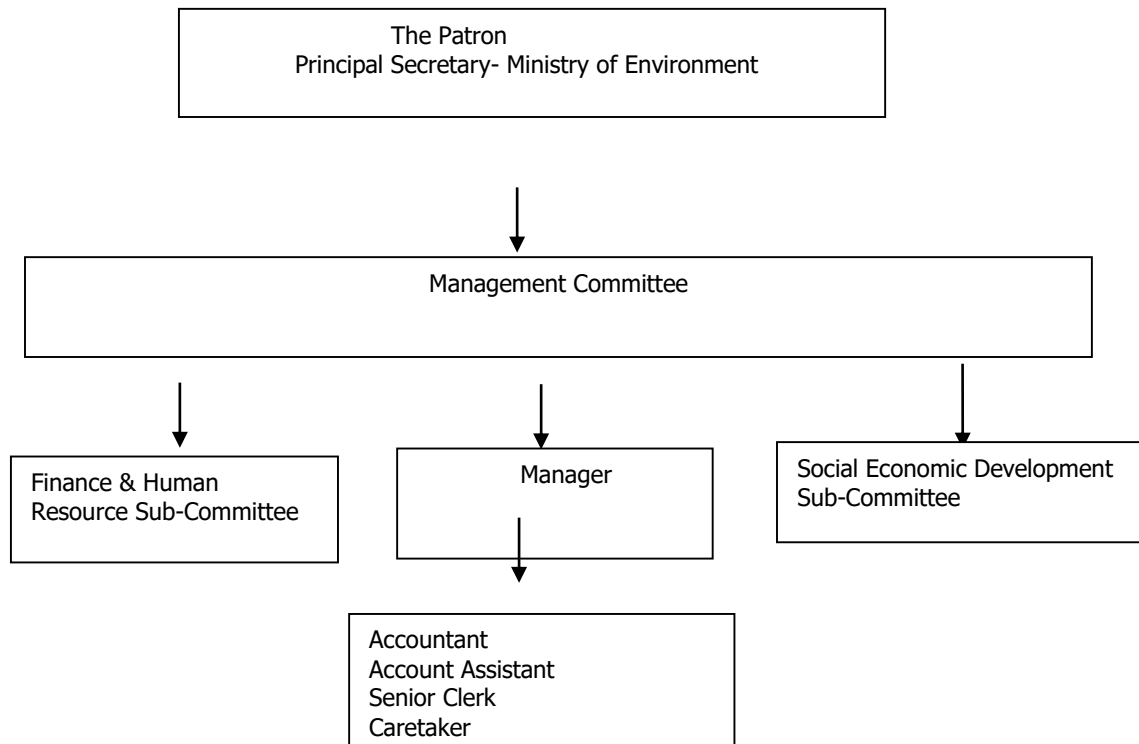 The Patron
Principal Secretary- Ministry of Environment
Management Committee
Finance & Human
Resource Sub-Committee
Manager
Social Economic Development
Sub-Committee
Accountant
Account Assistant
Senior Clerk
Caretaker